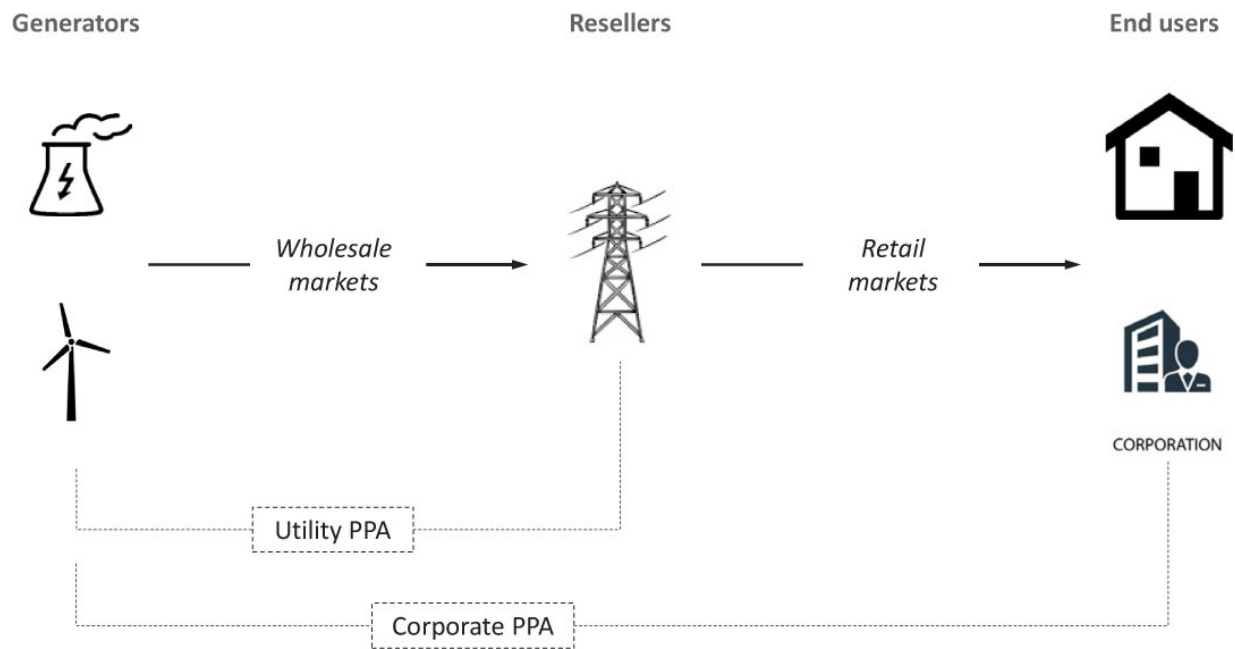 Generators
Resellers
End users
Wholesale
markets
Retail
markets
CORPORATION
Utility PPA
Corporate PPA